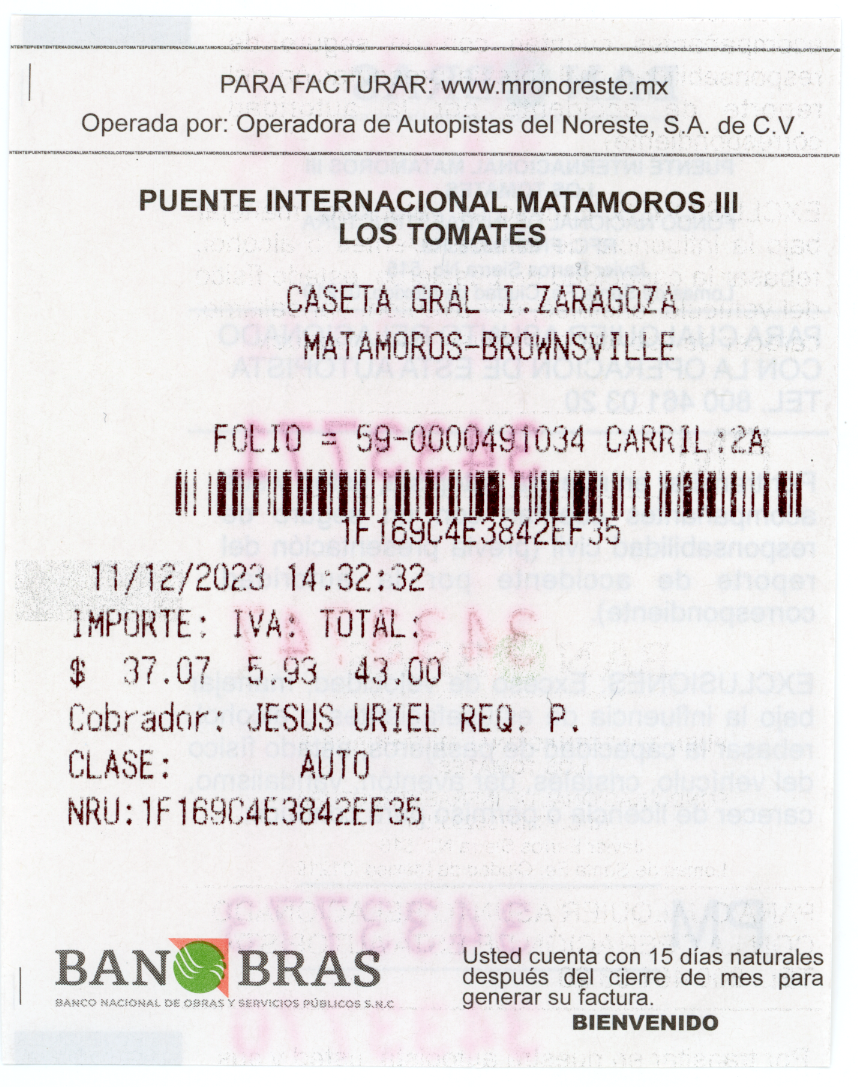 PARA FACTURAR: www.mronoreste.mx
Operada por: Operadora de Autopistas del Noreste, S.A. de C.V.
PUENTE INTERNACIONAL MATAMOROS III
LOS TOMATES
CASETA GRAL I.ZARAGOZA
MATAMOROS-BROWNSVILLE
FOLIO = 59-0000491034 CARRIL:2A
1F169C4E3842EF35
11/12/2023 14:32:32
IMPORTE: IVA: TOTAL:
$ 37.07 5.93 43.00
Cobrador: JESUS URIEL REQ. P.
CLASE: AUTO
NRU:1F169C4E3842EF35
BANOBRAS
BANCO NACIONAL DE OBRAS Y SERVICIOS PÚBLICOS S.N.C
Usted cuenta con 15 días naturales
después del cierre de mes para
generar su factura.
BIENVENIDO